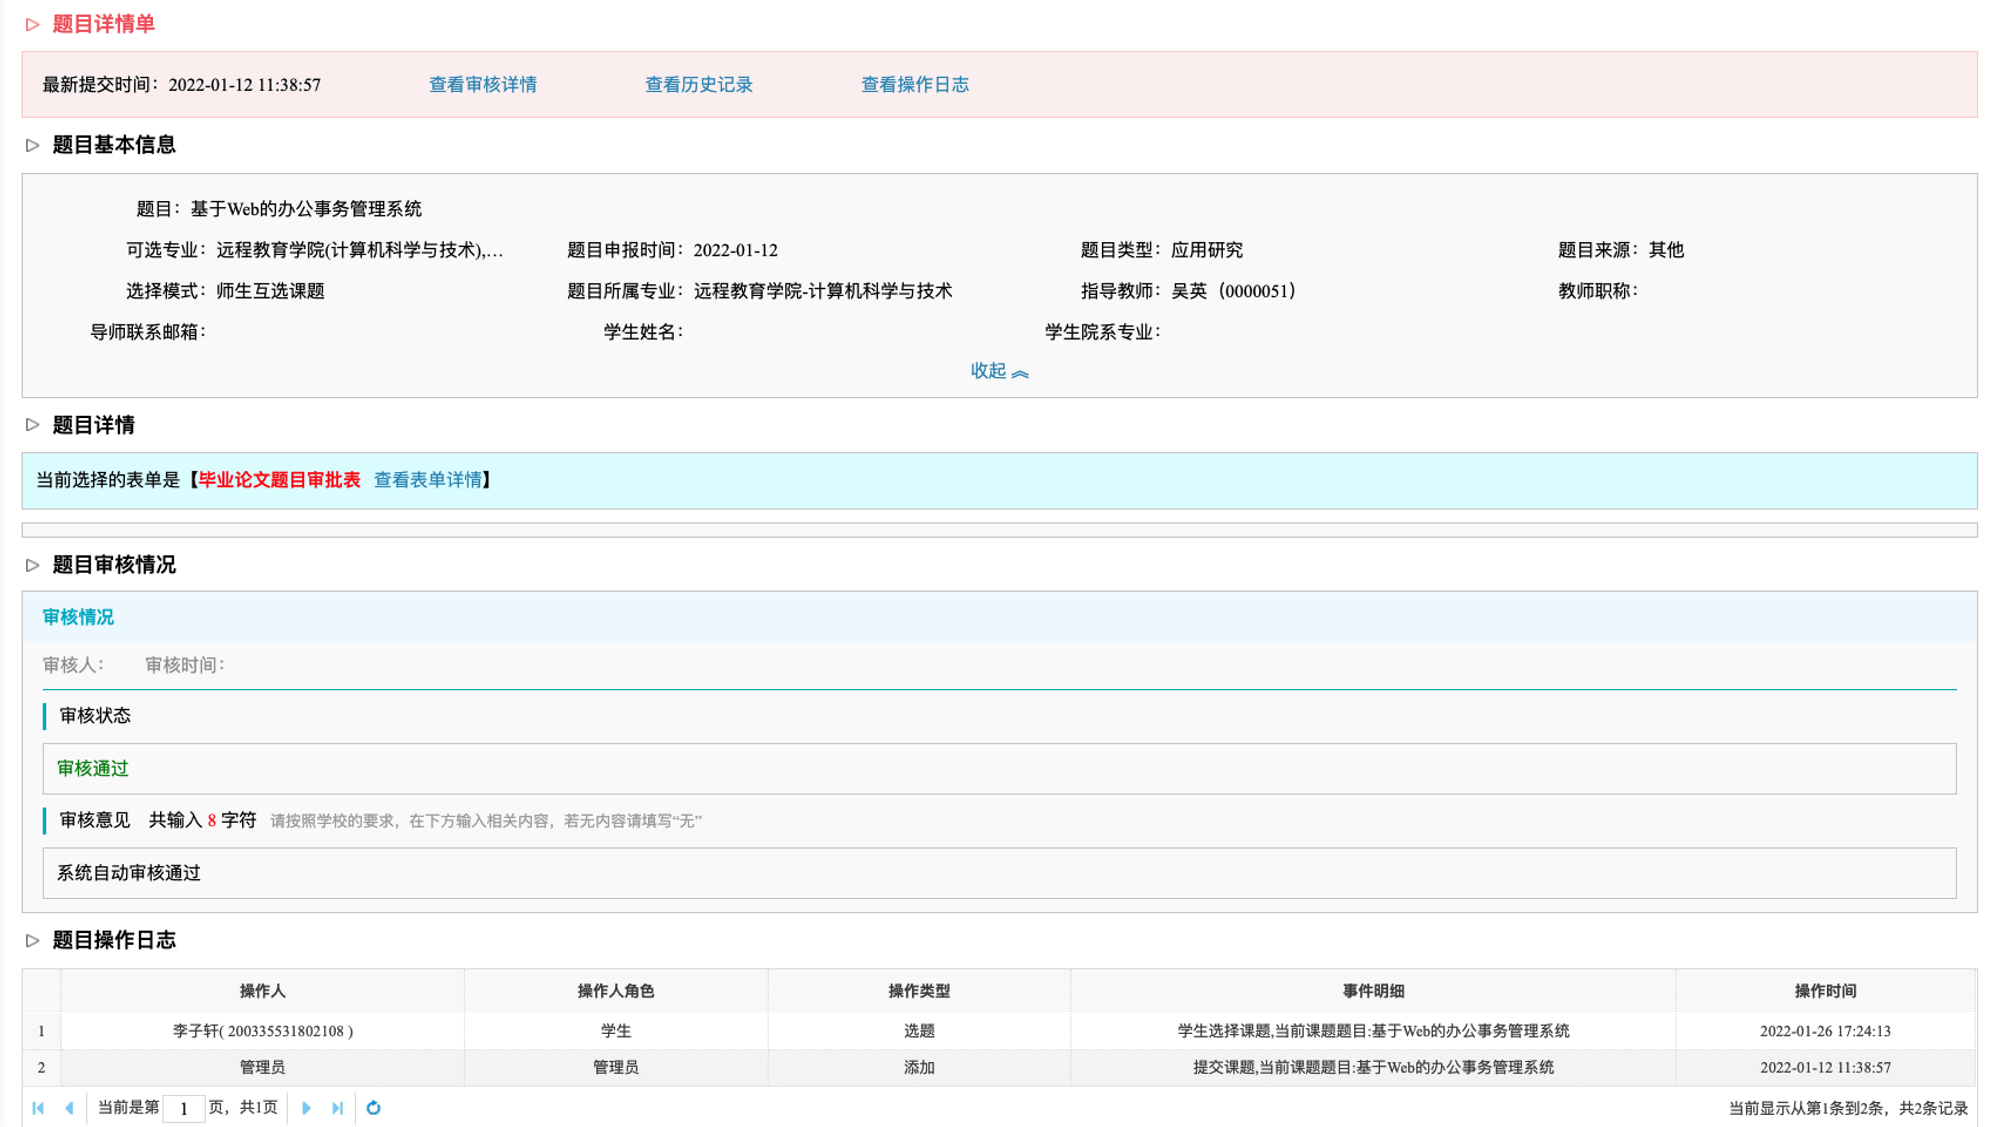 题目详情单
最新提交时间：2022-01-12 11:38:57 查看审核详情 查看历史记录 查看操作日志
题目基本信息
题目：基于Web的办公事务管理系统
可选专业：远程教育学院(计算机科学与技术),… 题目申报时间：2022-01-12 题目类型：应用研究 题目来源：其他
选择模式：师生互选课题 题目所属专业：远程教育学院-计算机科学与技术 指导教师：吴英（0000051） 教师职称：
导师联系邮箱： 学生姓名： 学生院系专业：
收起
题目详情
当前选择的表单是【毕业论文题目审批表 查看表单详情】
题目审核情况
审核情况
审核人： 审核时间：
审核状态
审核通过
审核意见 共输入 8 字符 请按照学校的要求，在下方输入相关内容，若无内容请填写“无”
系统自动审核通过
题目操作日志
操作人 操作人角色 操作类型 事件明细 操作时间
1 李子轩( 200335531802108 ) 学生 选题 学生选择课题,当前课题题目:基于Web的办公事务管理系统 2022-01-26 17:24:13
2 管理员 管理员 添加 提交课题,当前课题题目:基于Web的办公事务管理系统 2022-01-12 11:38:57
当前是第 1 页，共1页 当前显示从第1条到2条，共2条记录